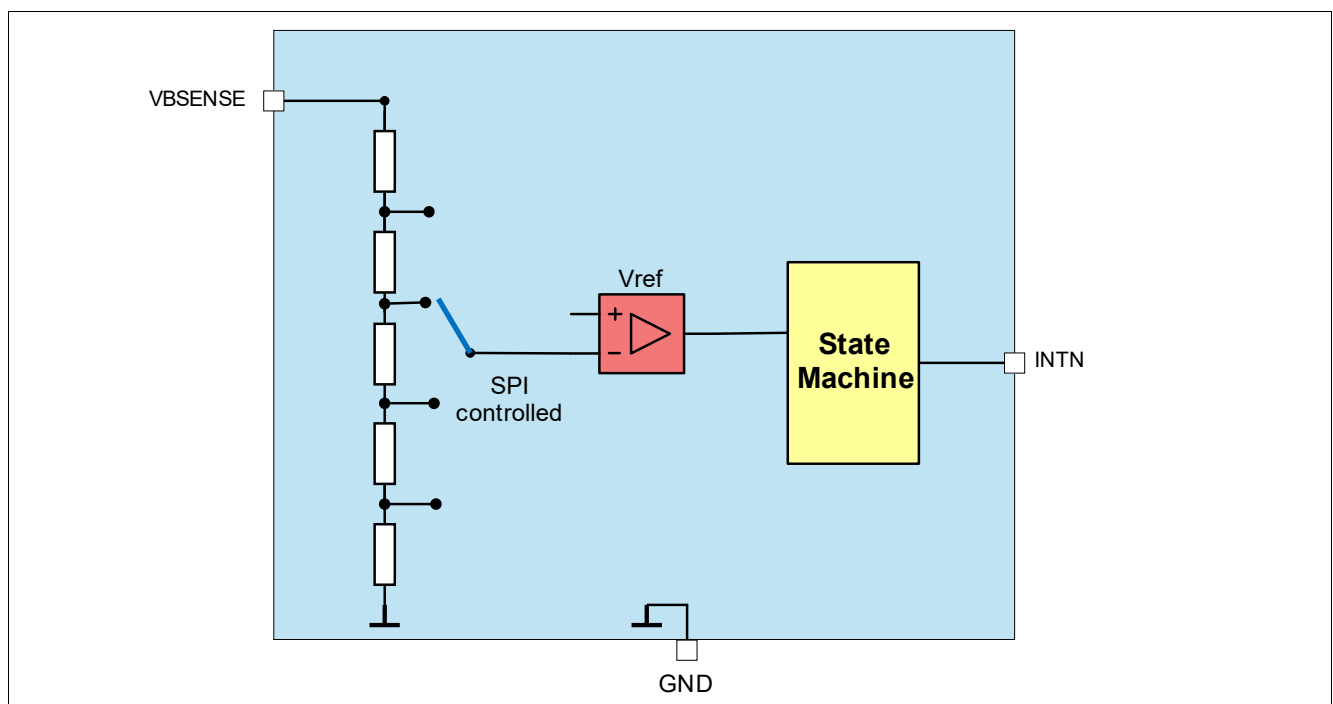 VBSENSE
Vref
+
−
State
Machine
INTN
SPI
controlled
GND